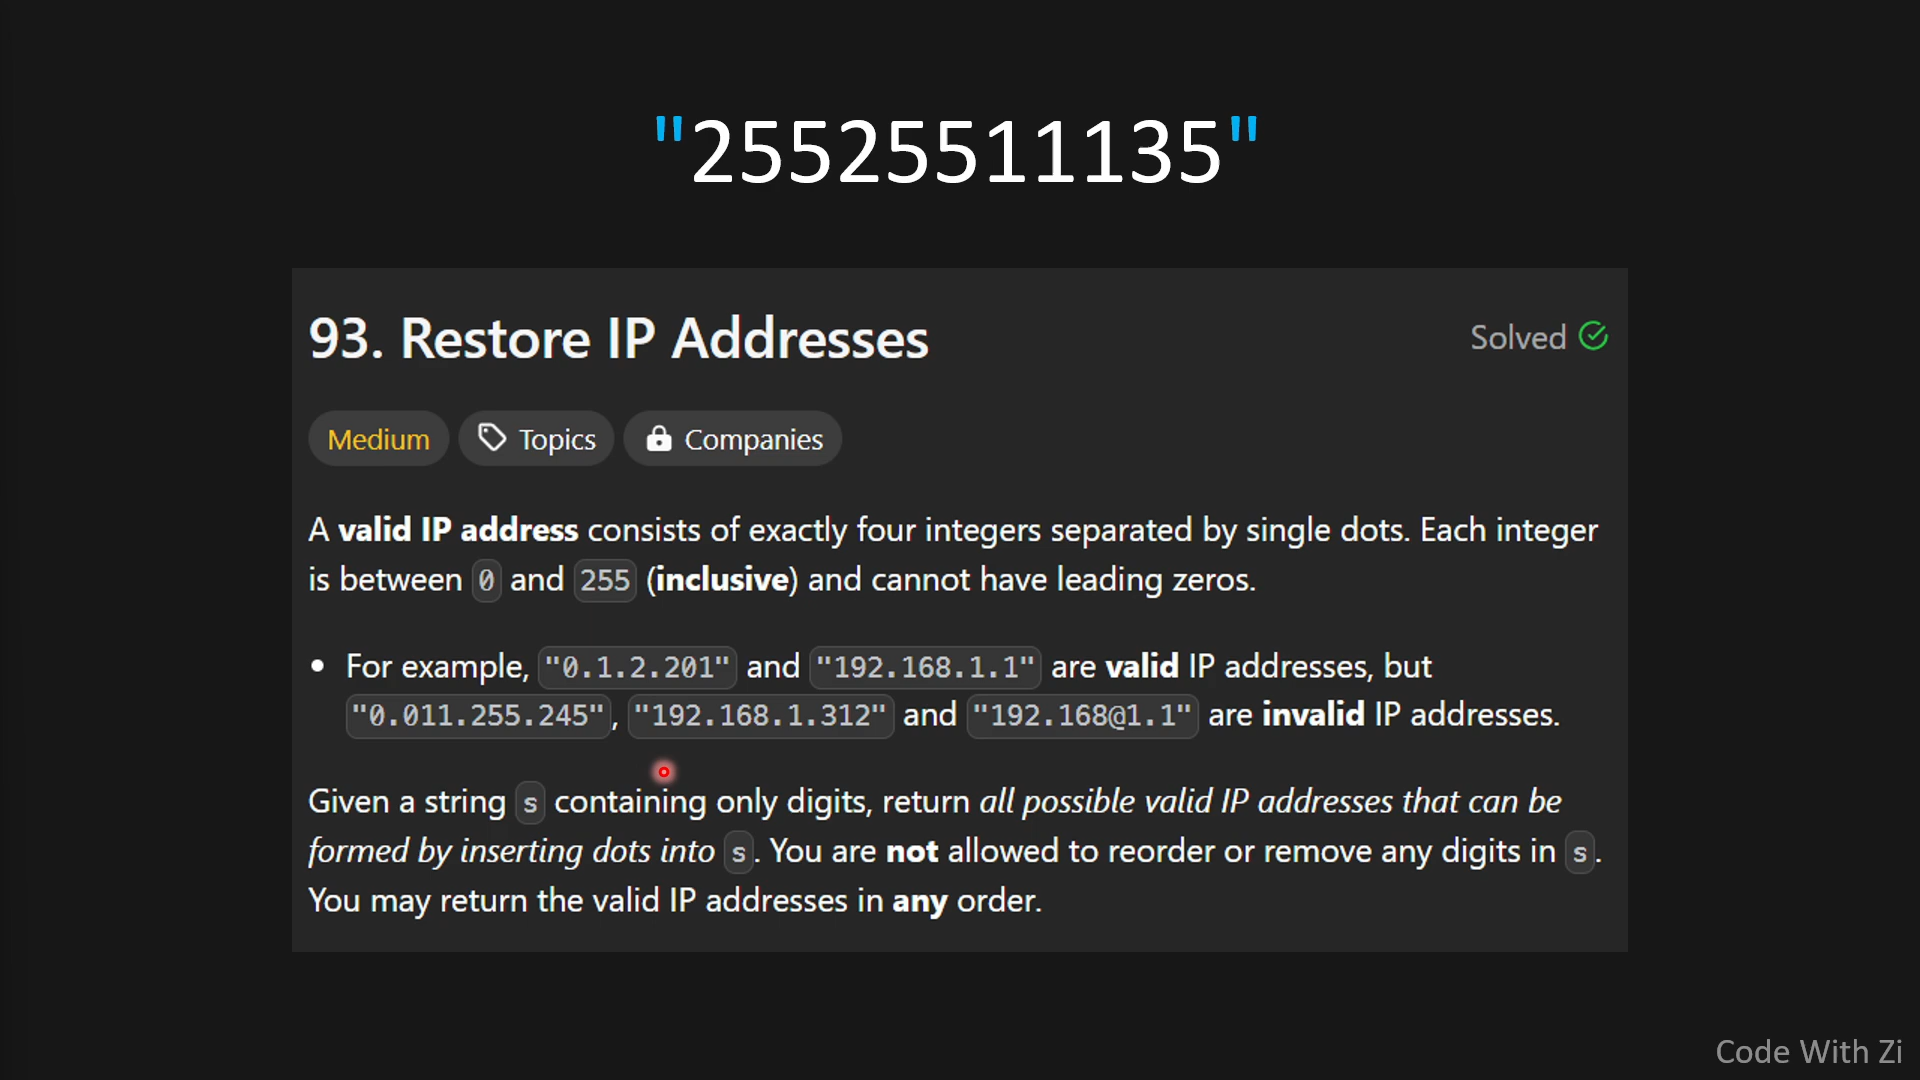 "25525511135"
93. Restore IP Addresses
Solved
Medium Topics Companies
A valid IP address consists of exactly four integers separated by single dots. Each integer
is between 0 and 255 (inclusive) and cannot have leading zeros.
• For example, "0.1.2.201" and "192.168.1.1" are valid IP addresses, but
"0.011.255.245", "192.168.1.312" and "192.168@1.1" are invalid IP addresses.
Given a string s containing only digits, return all possible valid IP addresses that can be
formed by inserting dots into s. You are not allowed to reorder or remove any digits in s.
You may return the valid IP addresses in any order.
Code With Zi